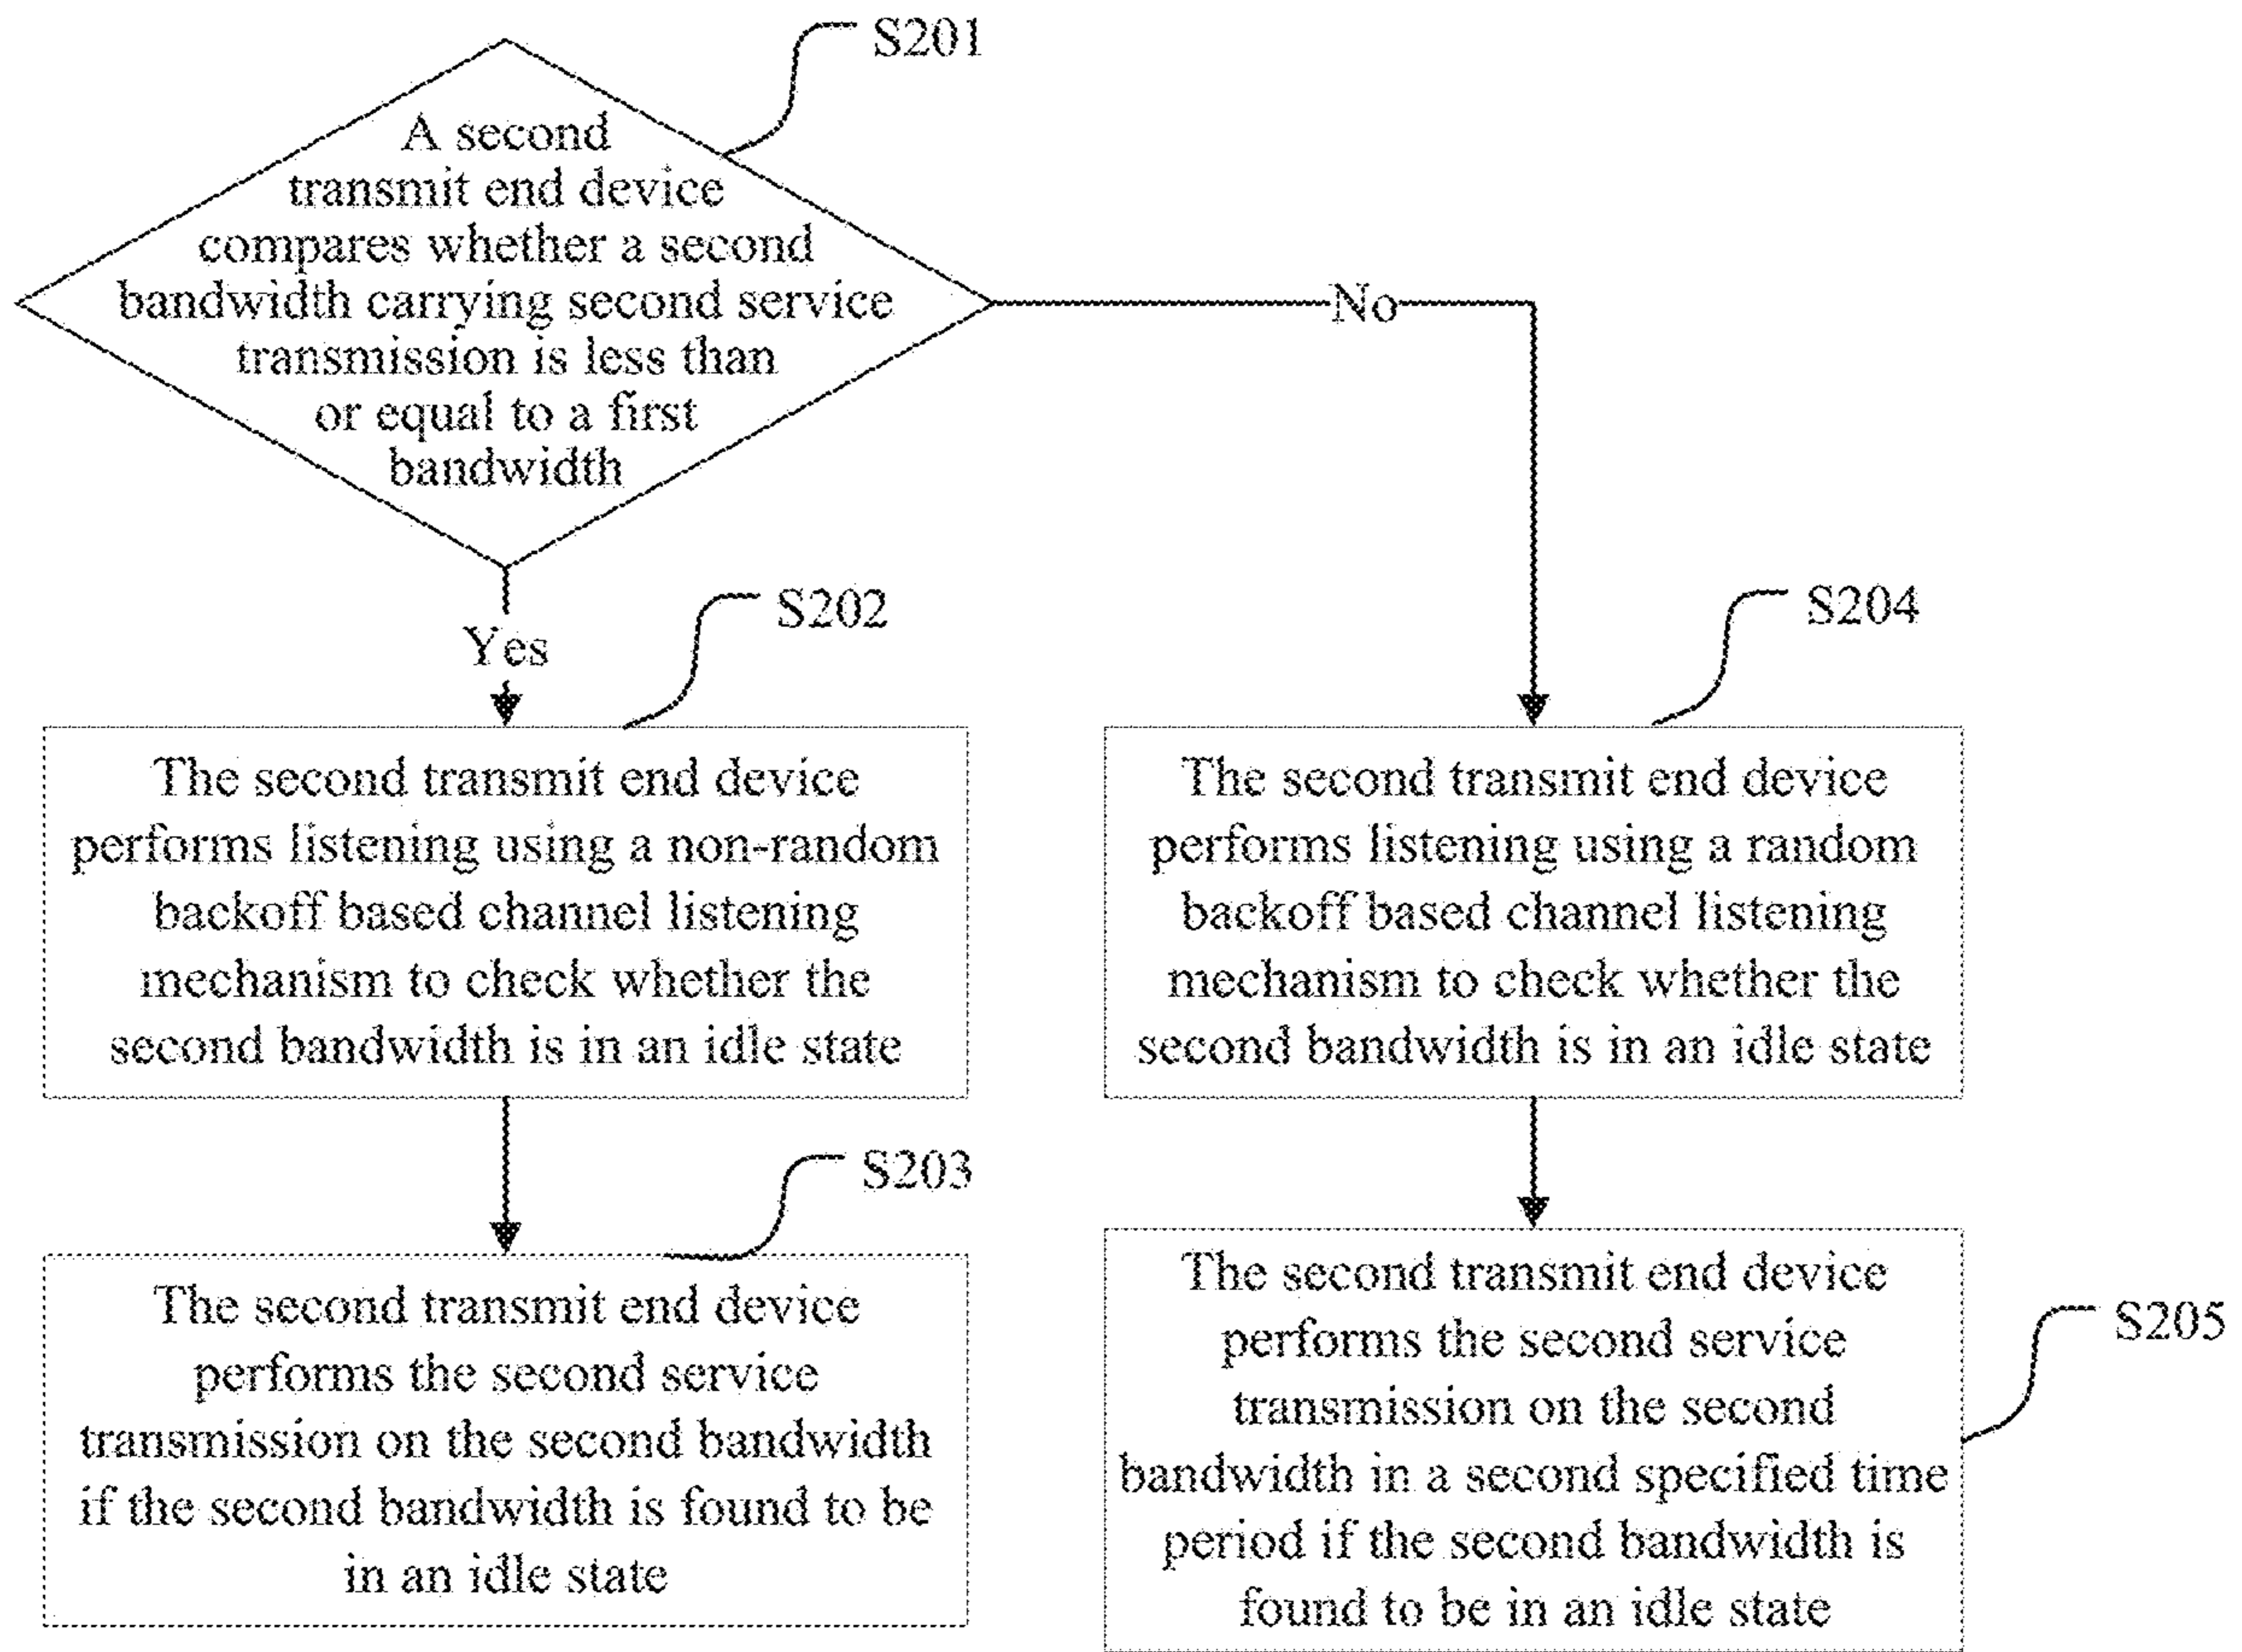 S201
A second
transmit end device
compares whether a second
bandwidth carrying second service
transmission is less than
or equal to a first
bandwidth
No
Yes
S202
The second transmit end device
performs listening using a non-random
backoff based channel listening
mechanism to check whether the
second bandwidth is in an idle state
S204
The second transmit end device
performs listening using a random
backoff based channel listening
mechanism to check whether the
second bandwidth is in an idle state
S203
The second transmit end device
performs the second service
transmission on the second bandwidth
if the second bandwidth is found to be
in an idle state
S205
The second transmit end device
performs the second service
transmission on the second
bandwidth in a second specified time
period if the second bandwidth is
found to be in an idle state